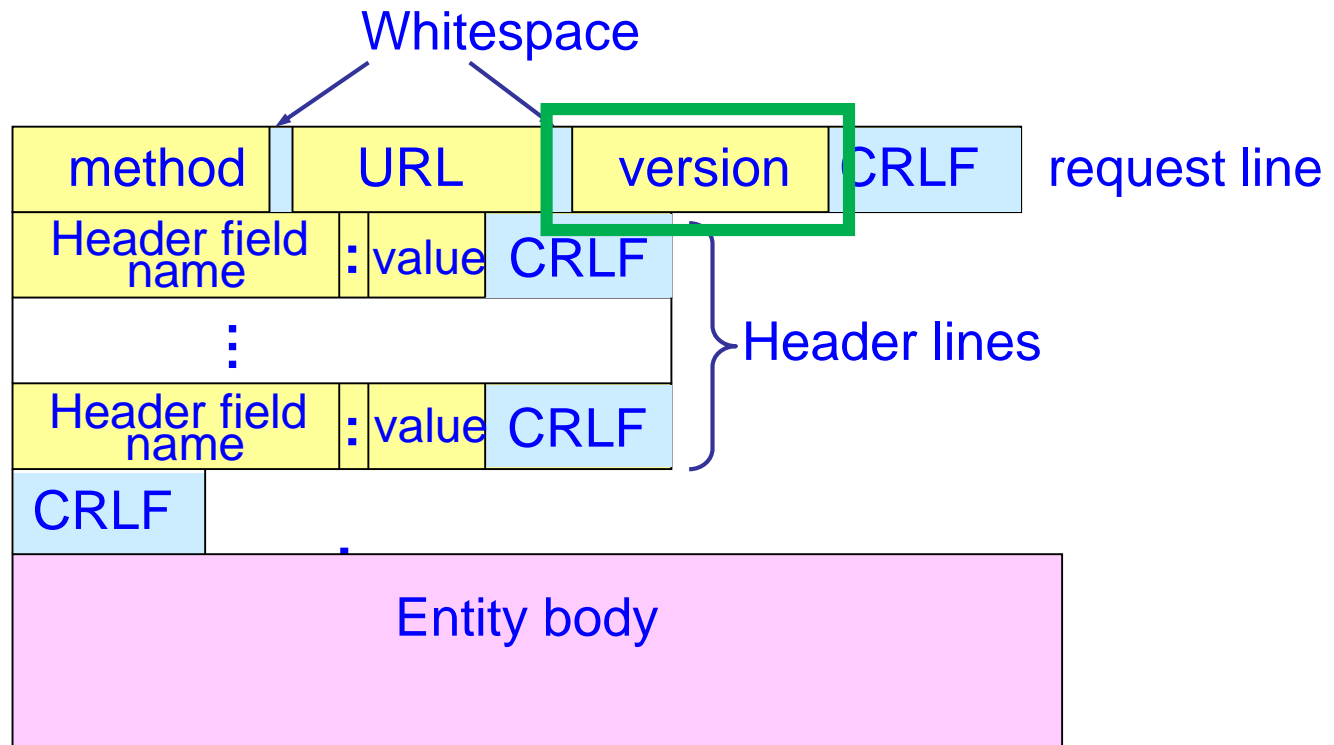 Whitespace
method URL version CRLF request line
Header field name : value CRLF
⋮
Header lines
Header field name : value CRLF
CRLF
Entity body